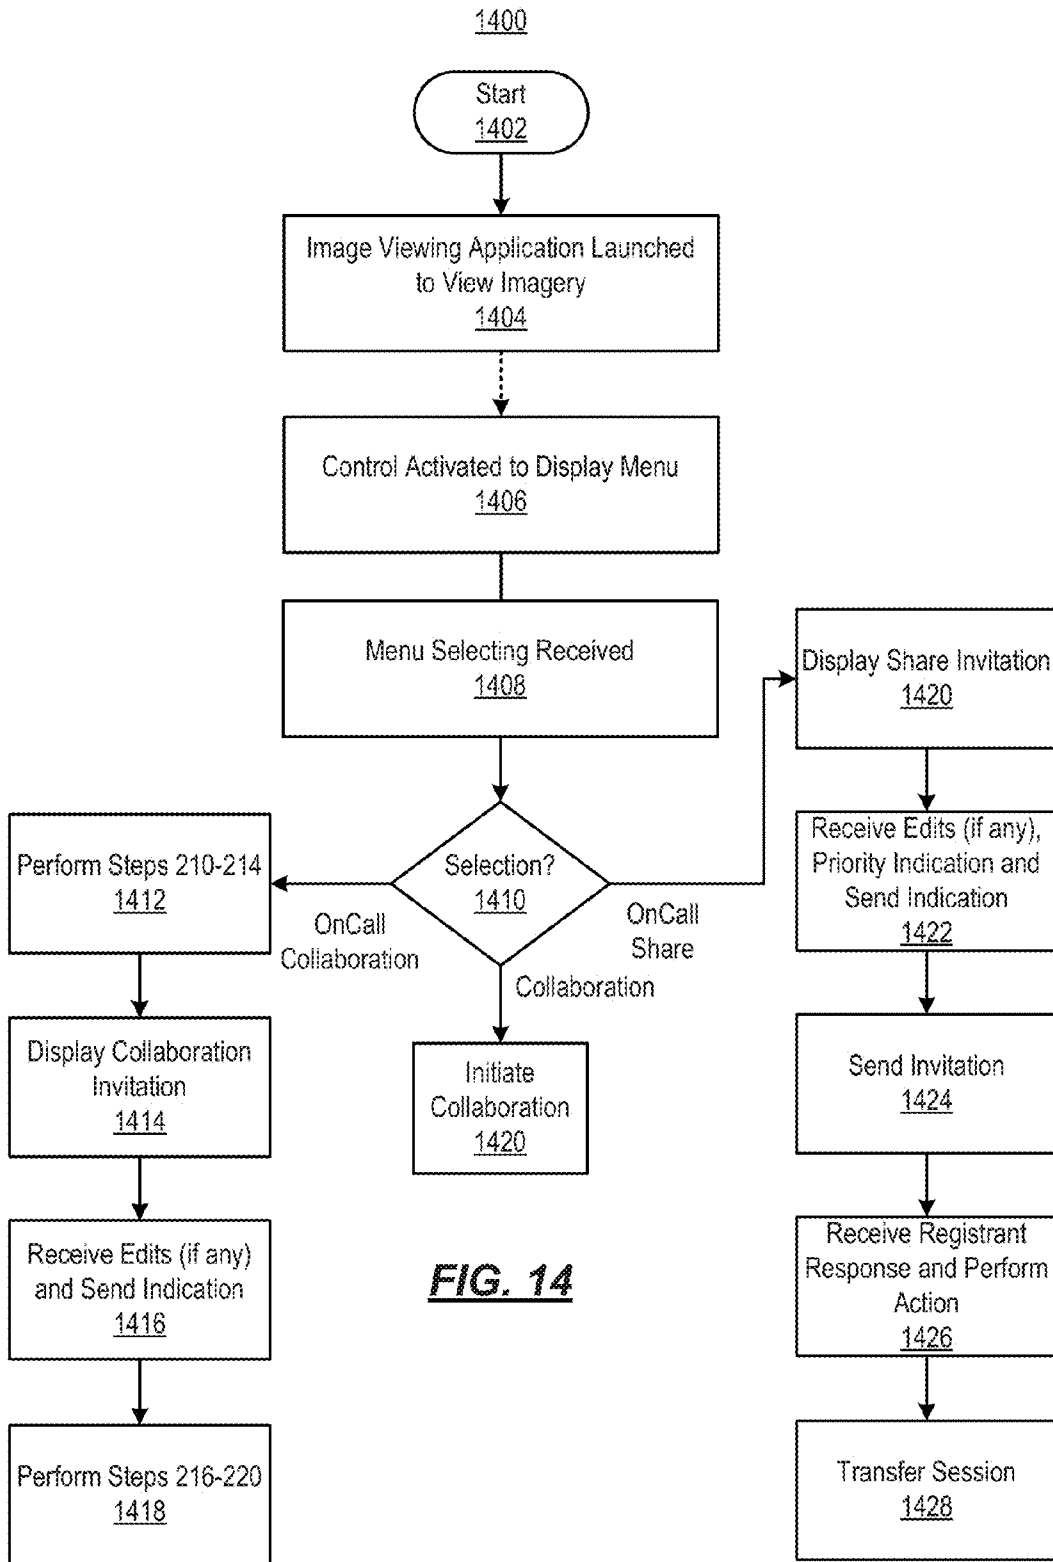 1400
Start
1402
Image Viewing Application Launched
to View Imagery
1404
Control Activated to Display Menu
1406
Menu Selecting Received
1408
Selection?
1410
OnCall
Collaboration
Collaboration
OnCall
Share
Perform Steps 210-214
1412
Display Collaboration
Invitation
1414
Receive Edits (if any)
and Send Indication
1416
Perform Steps 216-220
1418
Initiate
Collaboration
1420
Display Share Invitation
1420
Receive Edits (if any),
Priority Indication and
Send Indication
1422
Send Invitation
1424
Receive Registrant
Response and Perform
Action
1426
Transfer Session
1428
FIG. 14